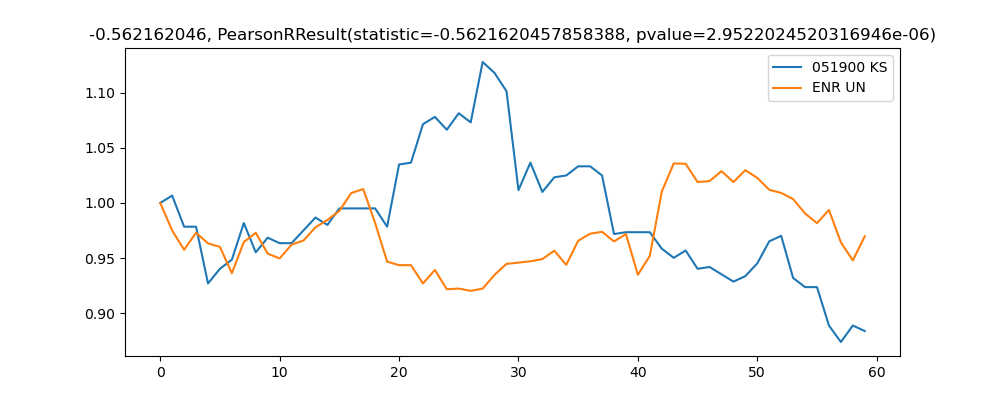 -0.562162046, PearsonRResult(statistic=-0.5621620457858388, pvalue=2.9522024520316946e-06)
051900 KS
ENR UN
1.10
1.05
1.00
0.95
0.90
0 10 20 30 40 50 60